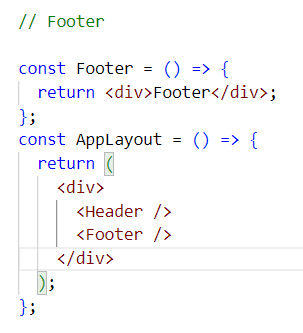 // Footer

const Footer = () => {
  return <div>Footer</div>;
};
const AppLayout = () => {
  return (
    <div>
      <Header />
      <Footer />
    </div>
  );
};